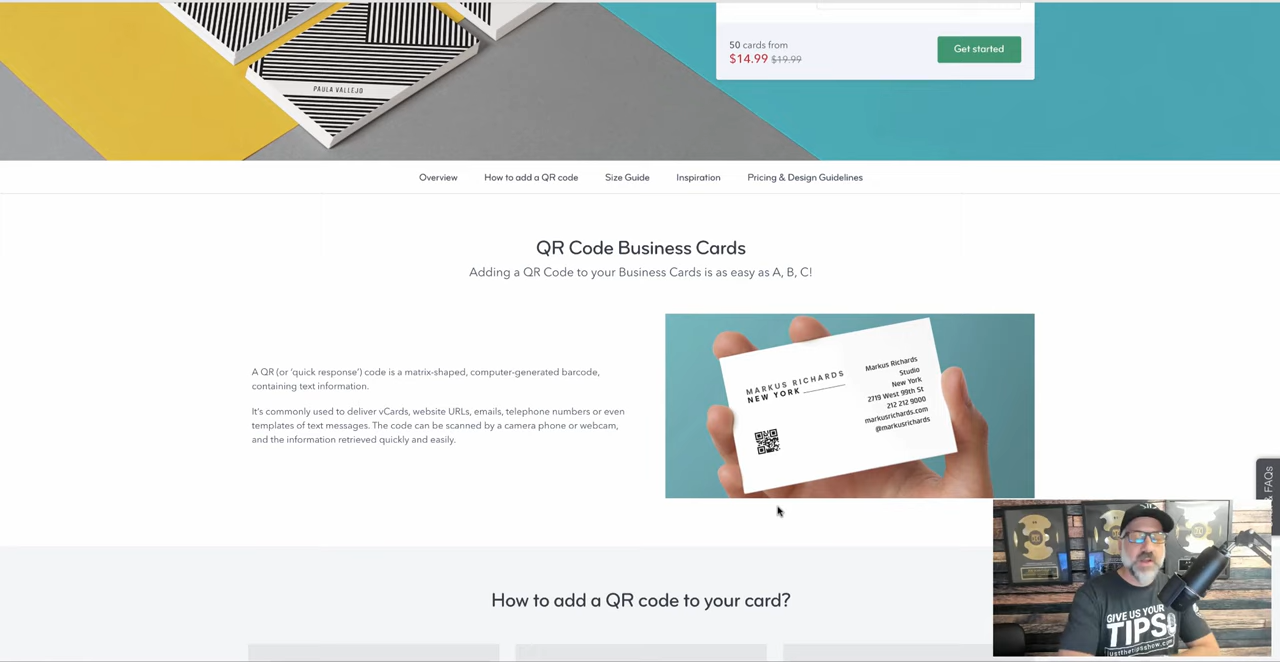 50 cards from
$14.99 $19.99
Get started
PAULA VALLEJO
Overview
How to add a QR code
Size Guide
Inspiration
Pricing & Design Guidelines
QR Code Business Cards
Adding a QR Code to your Business Cards is as easy as A, B, C!
A QR (or ‘quick response’) code is a matrix-shaped, computer-generated barcode,
containing text information.
It's commonly used to deliver vCards, website URLs, emails, telephone numbers or even
templates of text messages. The code can be scanned by a camera phone or webcam,
and the information retrieved quickly and easily.
MARKUS RICHARDS
NEW YORK
Markus Richards
Studio
New York
2719 West 99th St
212 212 9000
markusrichards.com
@markusrichards
& FAQs
How to add a QR code to your card?
GIVE US YOUR
TIPS
justthetipsshow.com